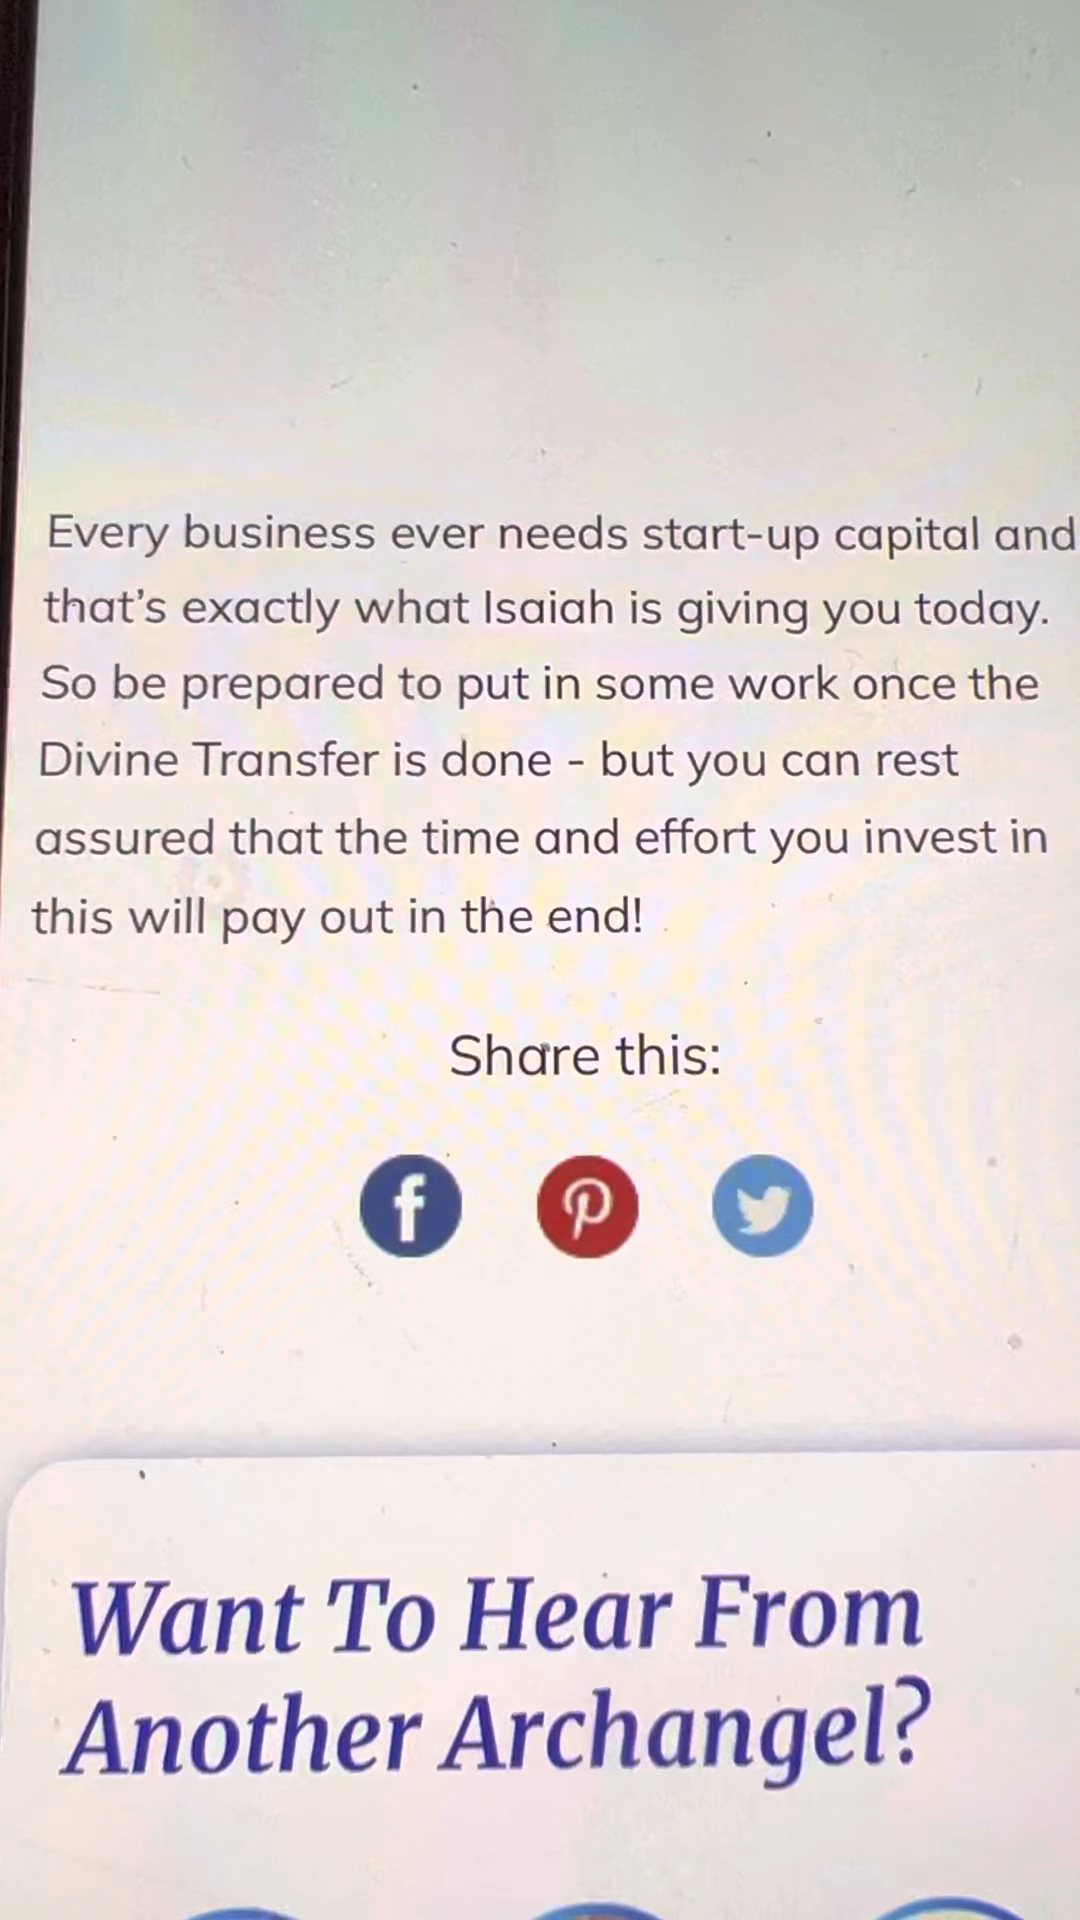 Every business ever needs start-up capital and
that's exactly what Isaiah is giving you today.
So be prepared to put in some work once the
Divine Transfer is done - but you can rest
assured that the time and effort you invest in
this will pay out in the end!
Share this:
Want To Hear From
Another Archangel?